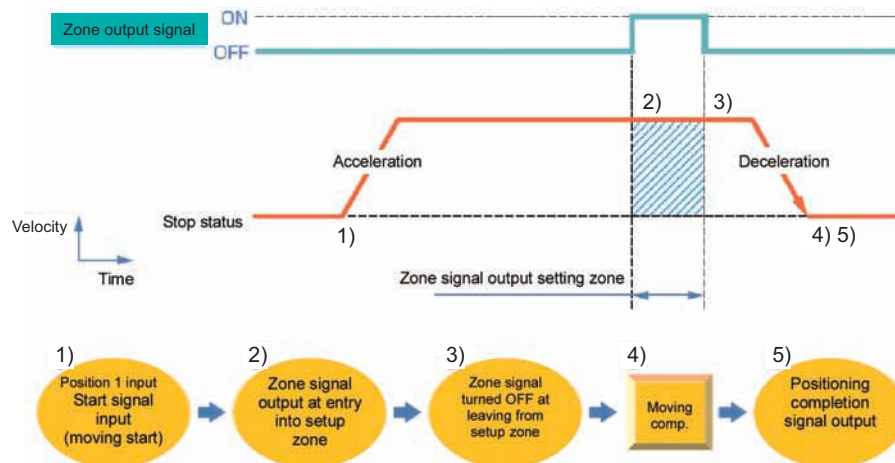 ON
Zone output signal
OFF
2)
3)
Acceleration
Deceleration
Velocity
Stop status
1)
4) 5)
Time
Zone signal output setting zone
1)
Position 1 input
Start signal
input
(moving start)
2)
Zone signal
output at entry
into setup
zone
3)
Zone signal
turned OFF at
leaving from
setup zone
4)
Moving
comp.
5)
Positioning
completion
signal output